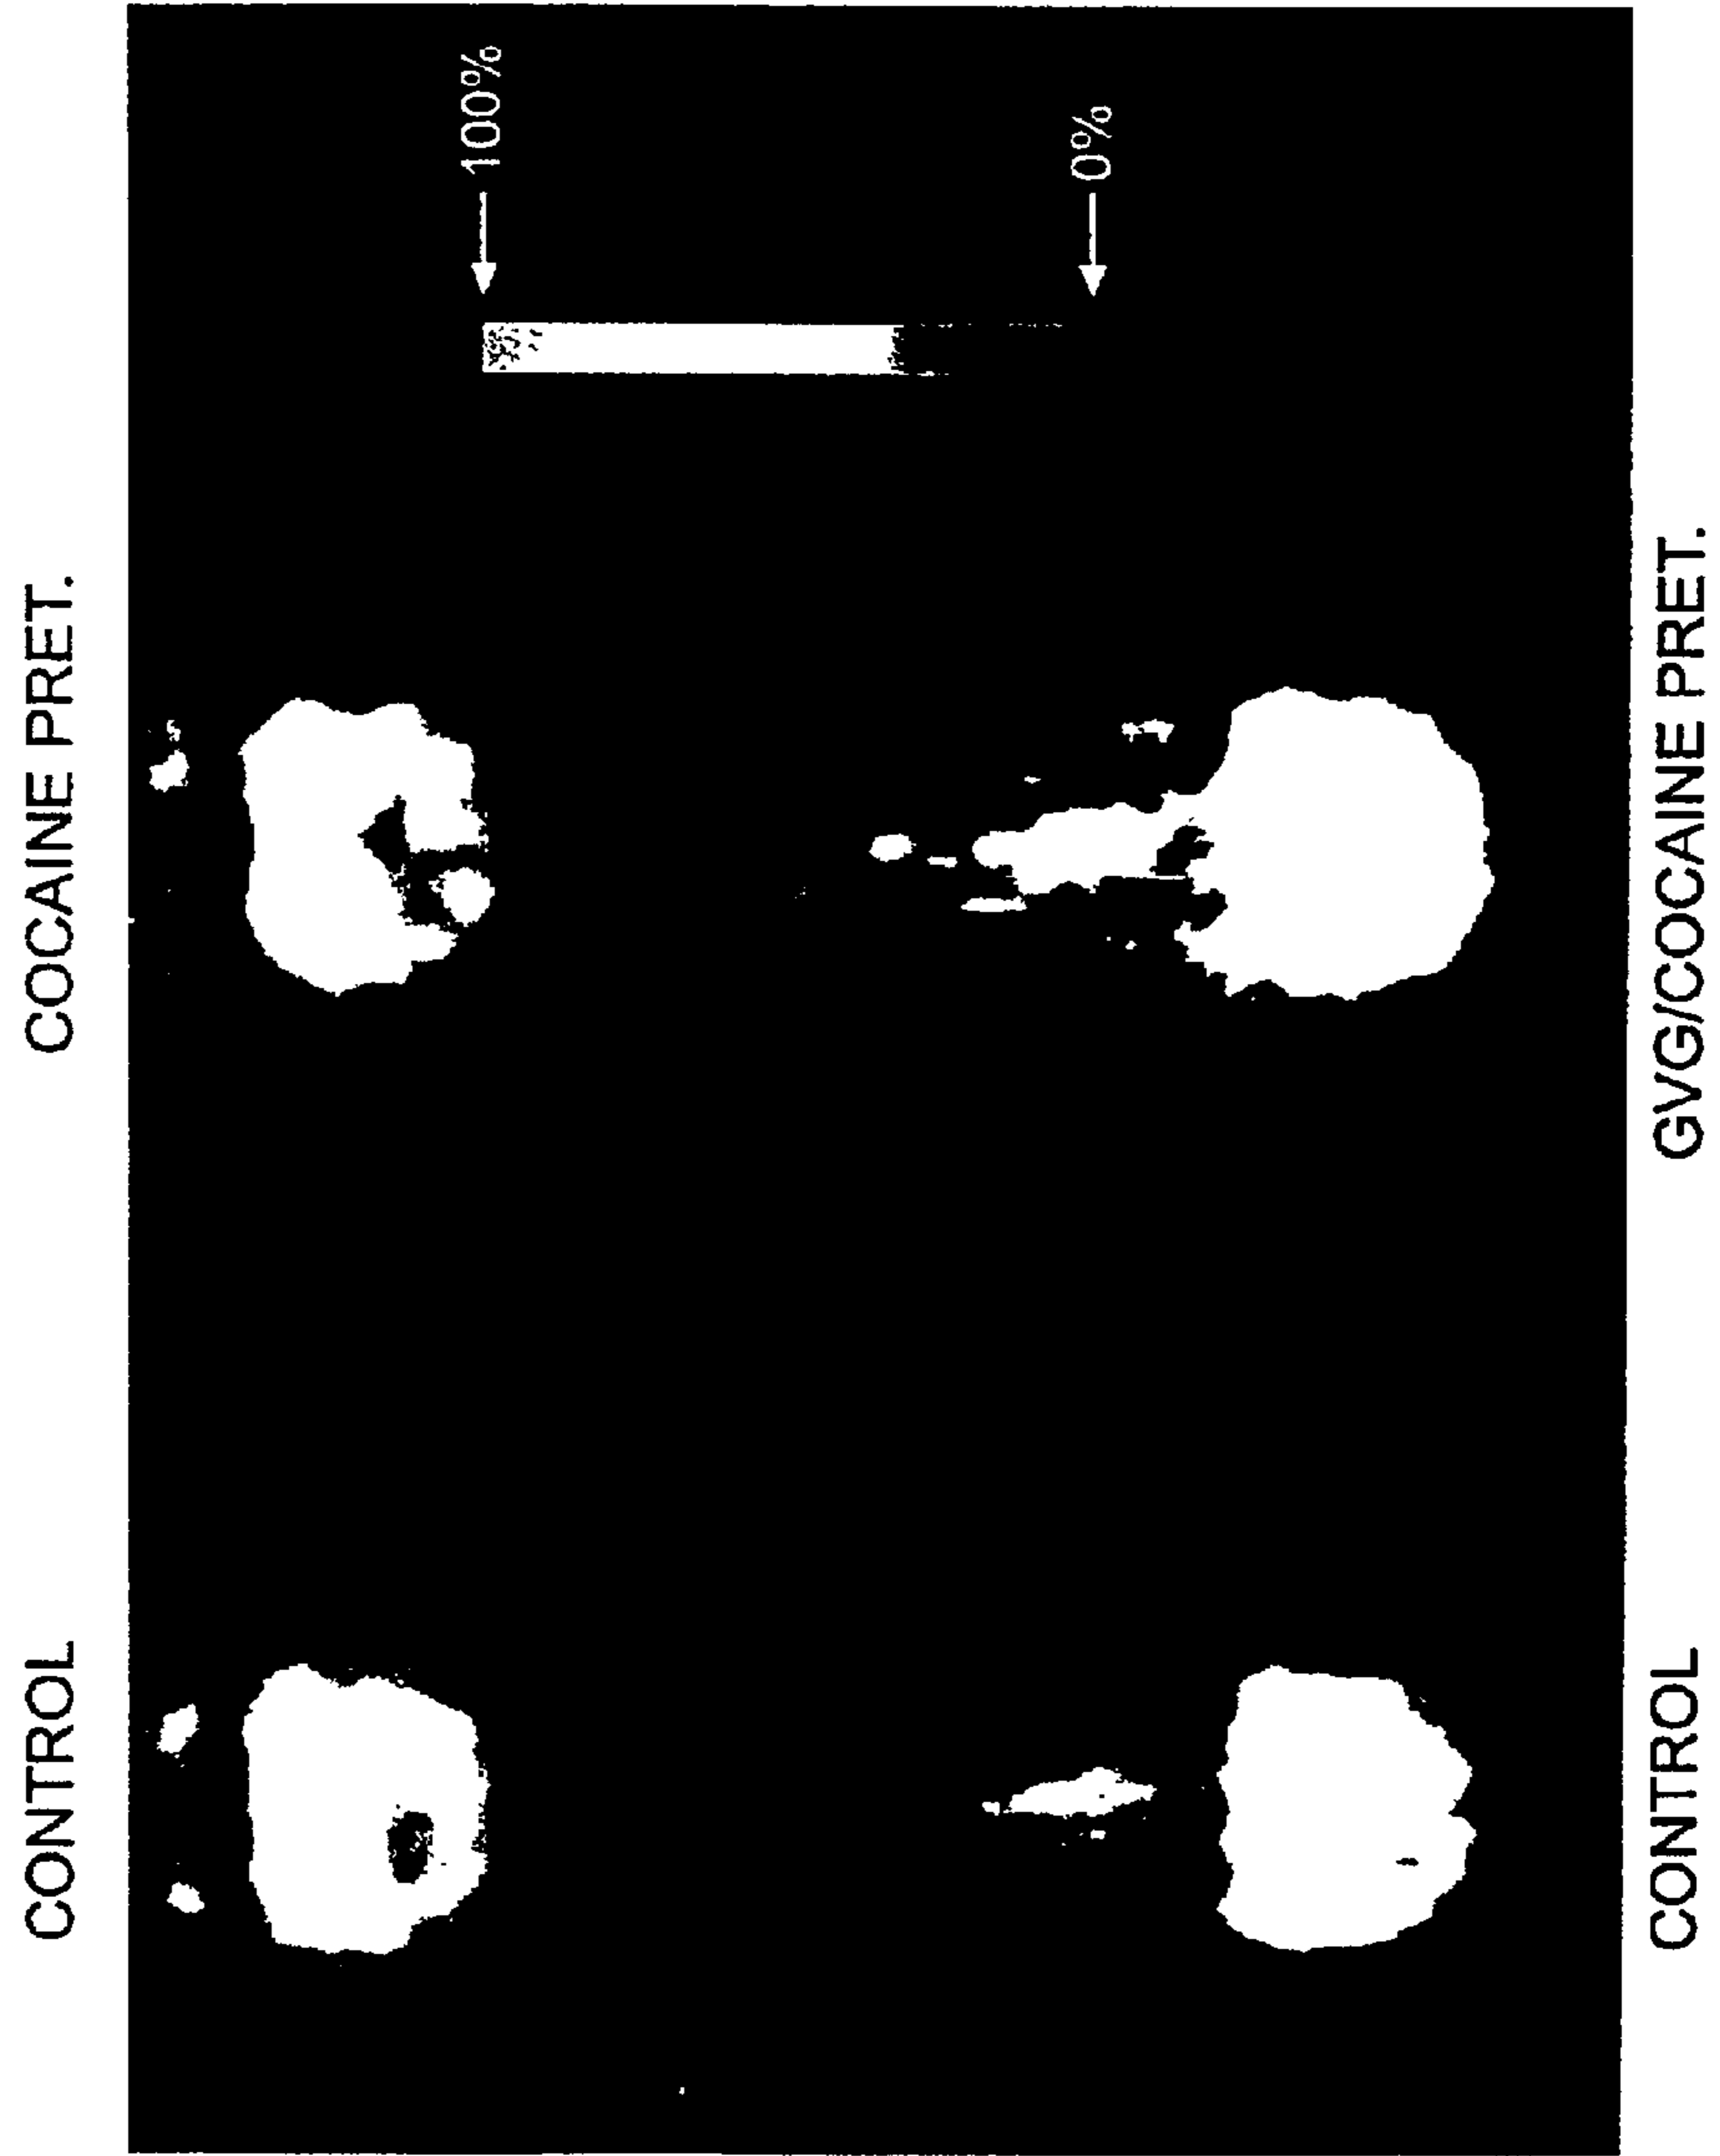 CONTROL
COCAINE PRET.
100%
0%
CONTROL
GVG/COCAINE PRET.